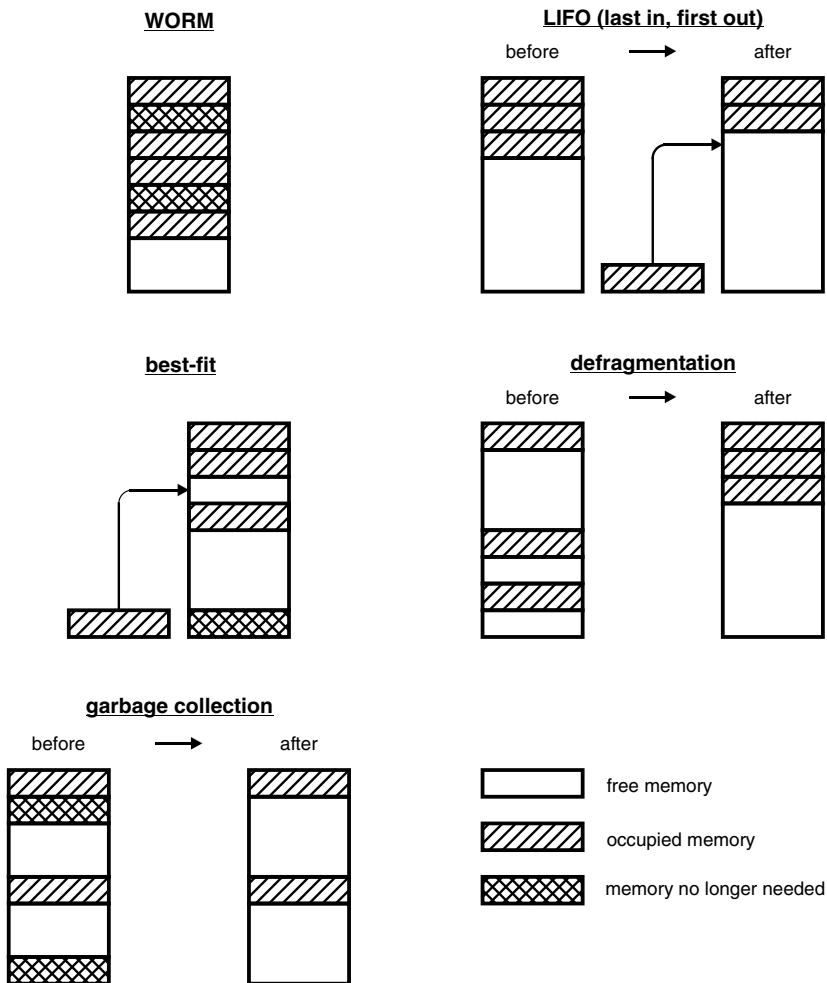 WORM
LIFO (last in, first out)
before
after
best-fit
defragmentation
before
after
garbage collection
before
after
free memory
occupied memory
memory no longer needed